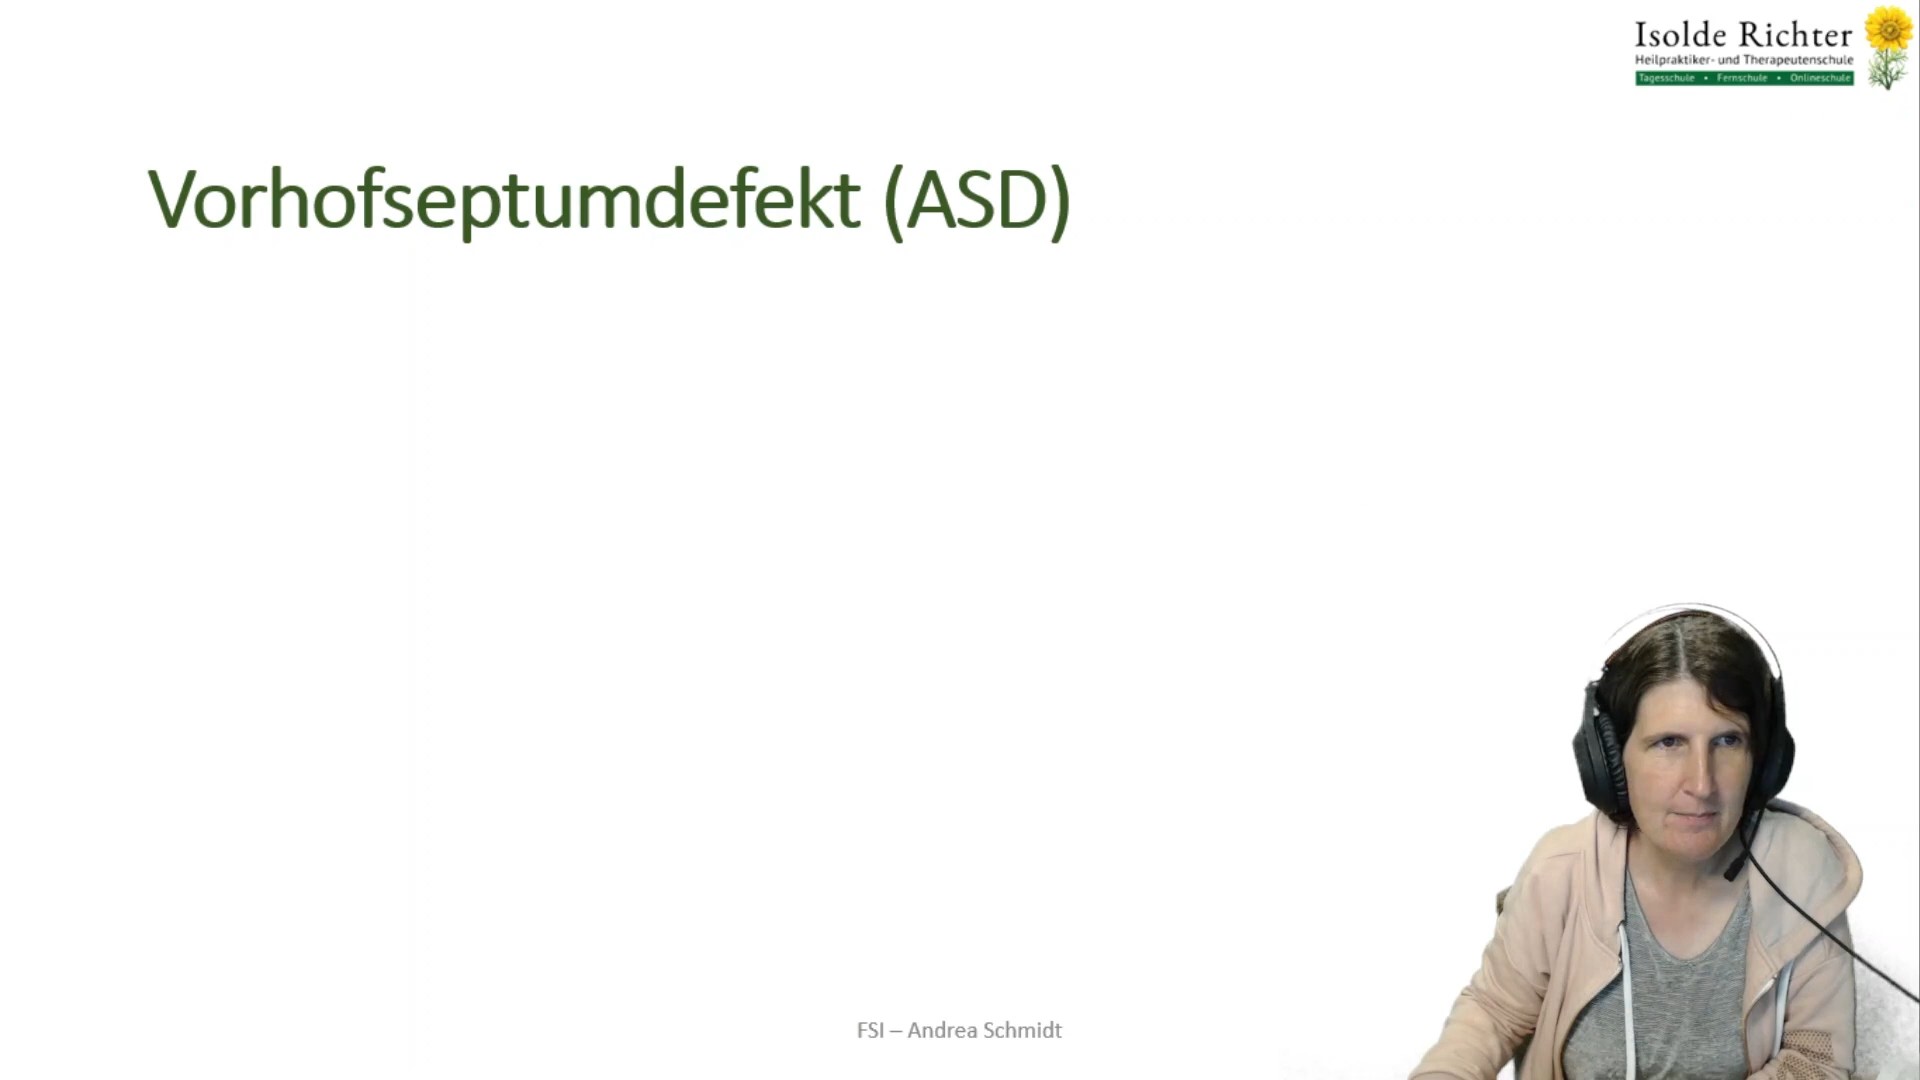 Isolde Richter
Heilpraktiker- und Therapeutenschule
Tagesschule • Fernschule • Onlineschule
Vorhofseptumdefekt (ASD)
FSI – Andrea Schmidt